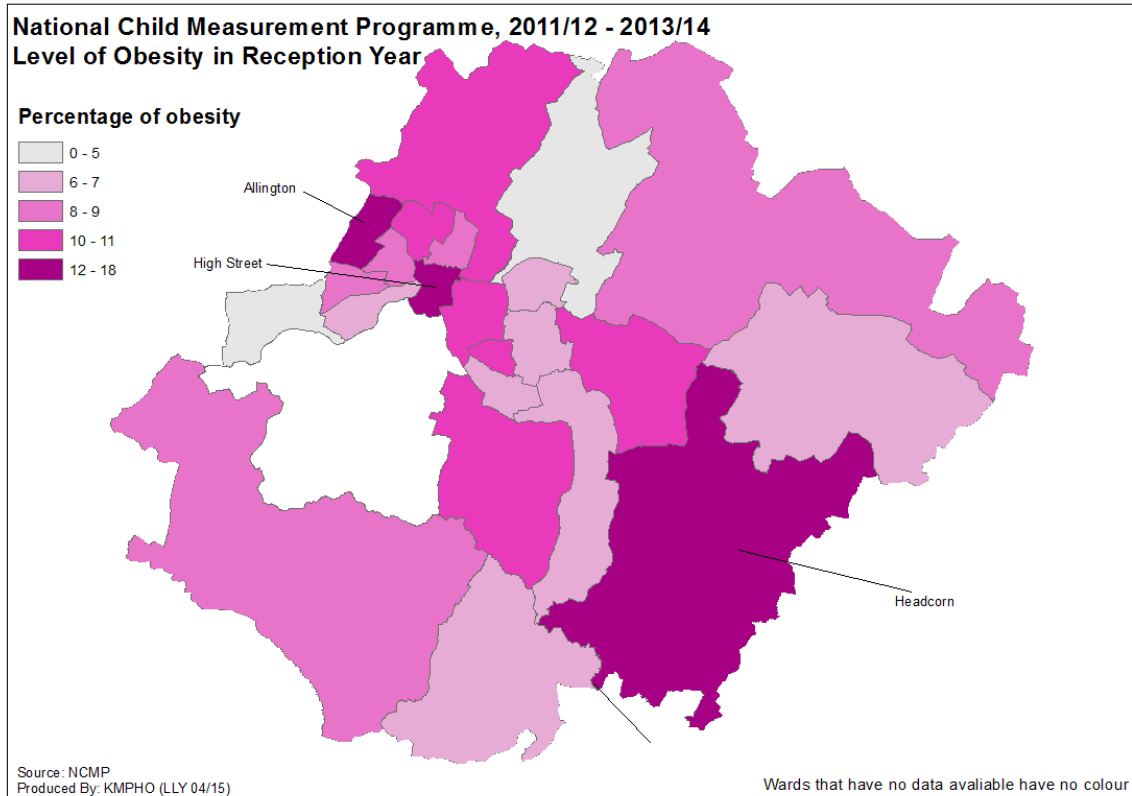 National Child Measurement Programme, 2011/12 - 2013/14
Level of Obesity in Reception Year
Percentage of obesity
0 - 5
6 - 7
8 - 9
10 - 11
12 - 18
Allington
High Street
Headcorn
Source: NCMP
Produced By: KMPHO (LLY 04/15)
Wards that have no data avaliable have no colour